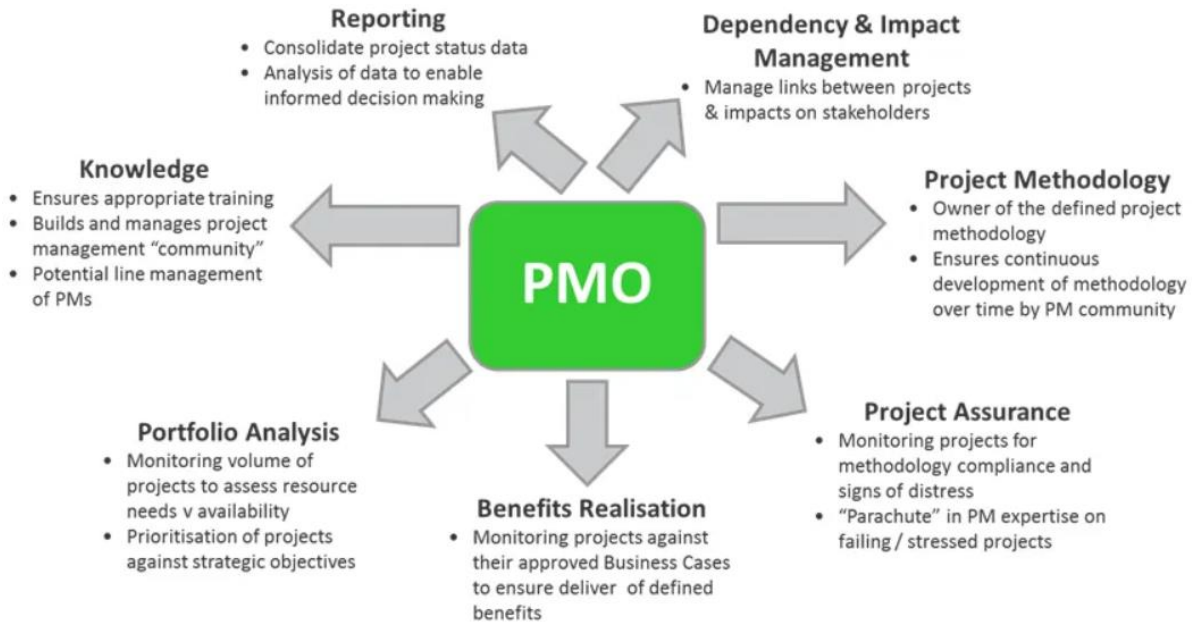 Reporting
• Consolidate project status data
• Analysis of data to enable
informed decision making
Dependency & Impact
Management
• Manage links between projects
& impacts on stakeholders
Knowledge
• Ensures appropriate training
• Builds and manages project
management “community”
• Potential line management
of PMs
PMO
Project Methodology
• Owner of the defined project
methodology
• Ensures continuous
development of methodology
over time by PM community
Portfolio Analysis
• Monitoring volume of
projects to assess resource
needs v availability
• Prioritisation of projects
against strategic objectives
Benefits Realisation
• Monitoring projects against
their approved Business Cases
to ensure deliver of defined
benefits
Project Assurance
• Monitoring projects for
methodology compliance and
signs of distress
• “Parachute” in PM expertise on
failing / stressed projects